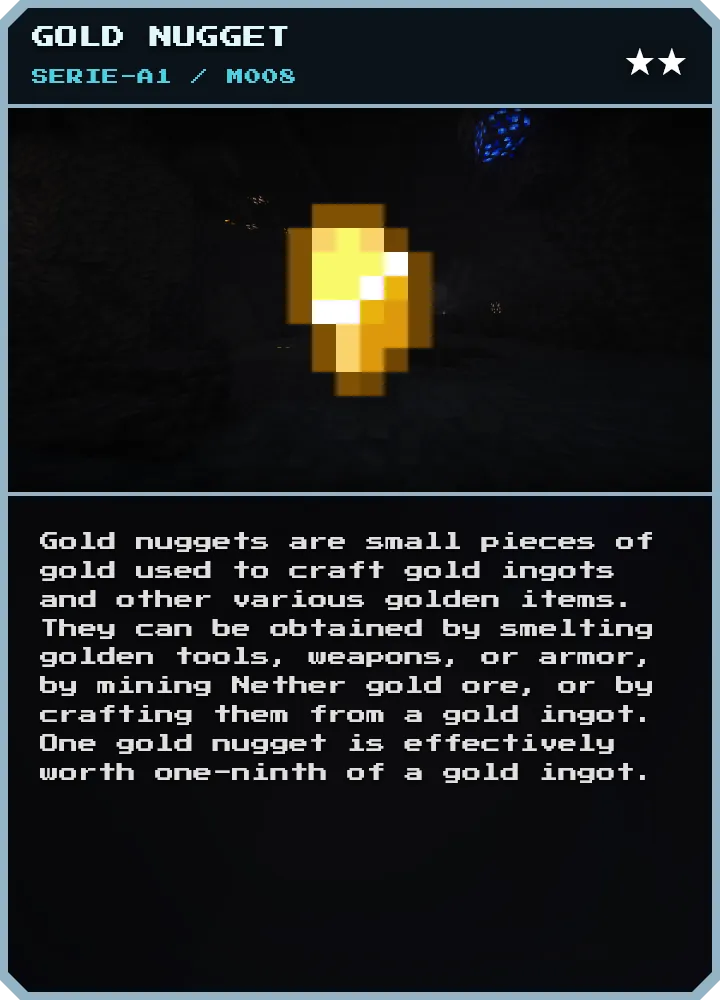 GOLD NUGGET
SERIE-A1 / M008
★★
Gold nuggets are small pieces of
gold used to craft gold ingots
and other various golden items.
They can be obtained by smelting
golden tools, weapons, or armor,
by mining Nether gold ore, or by
crafting them from a gold ingot.
One gold nugget is effectively
worth one-ninth of a gold ingot.